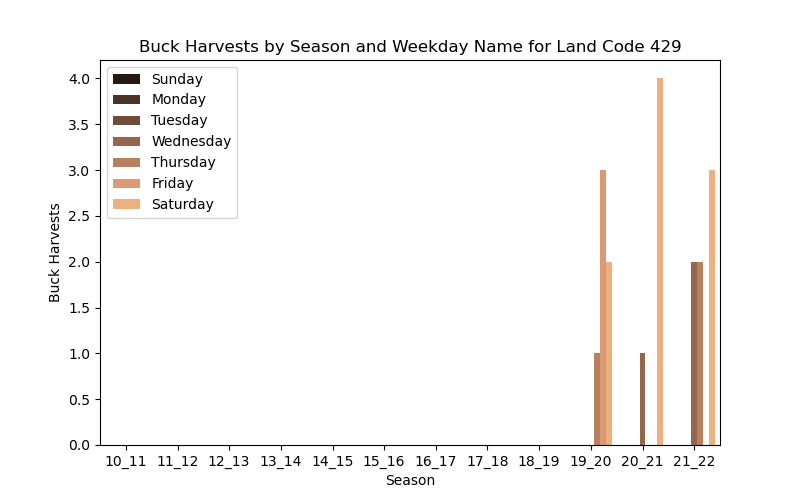 Buck Harvests by Season and Weekday Name for Land Code 429
4.0
3.5
3.0
2.5
2.0
1.5
1.0
0.5
0.0
Buck Harvests
Sunday
Monday
Tuesday
Wednesday
Thursday
Friday
Saturday
10_11 11_12 12_13 13_14 14_15 15_16 16_17 17_18 18_19 19_20 20_21 21_22
Season